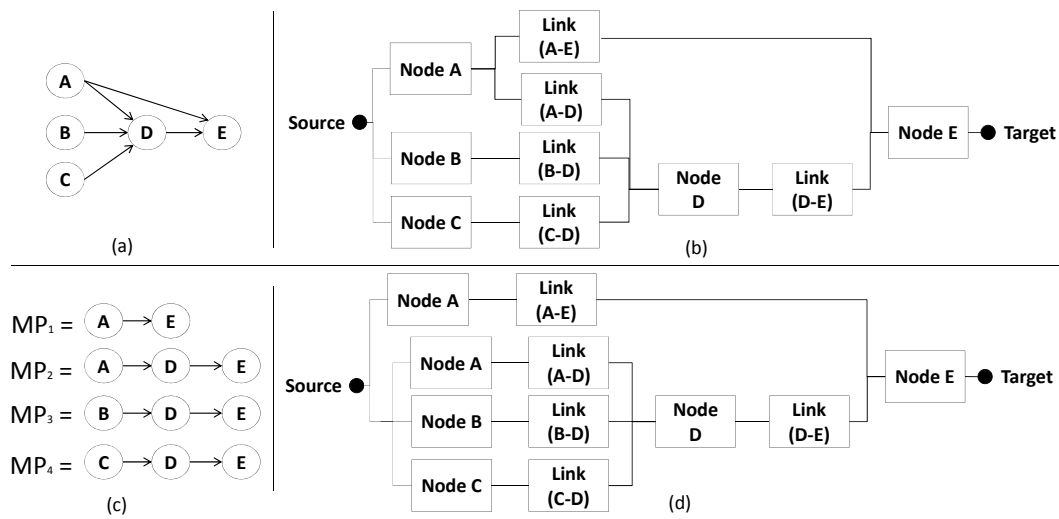 A
B
C
D
E
(a)
Source
Node A
Link
(A-E)
Link
(A-D)
Node B
Link
(B-D)
Node C
Link
(C-D)
Node
D
Link
(D-E)
Node E
Target
(b)
MP1 = A E
MP2 = A D E
MP3 = B D E
MP4 = C D E
(c)
Source
Node A
Link
(A-E)
Node A
Link
(A-D)
Node B
Link
(B-D)
Node C
Link
(C-D)
Node
D
Link
(D-E)
Node E
Target
(d)